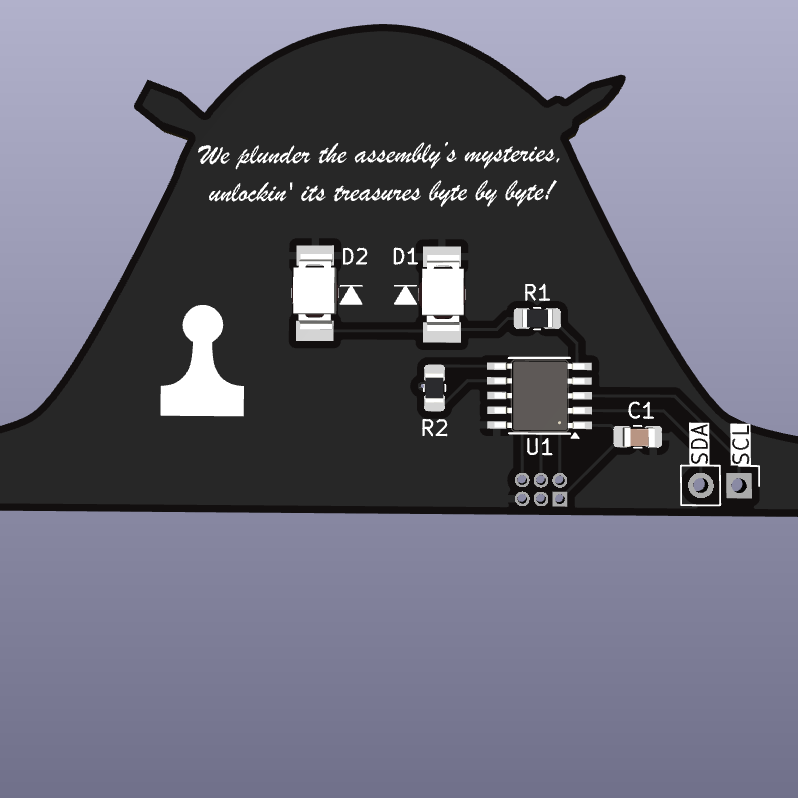 We plunder the assembly's mysteries,
unlockin' its treasures byte by byte!
D2 D1
R1
R2
C1
U1
SDA SCL